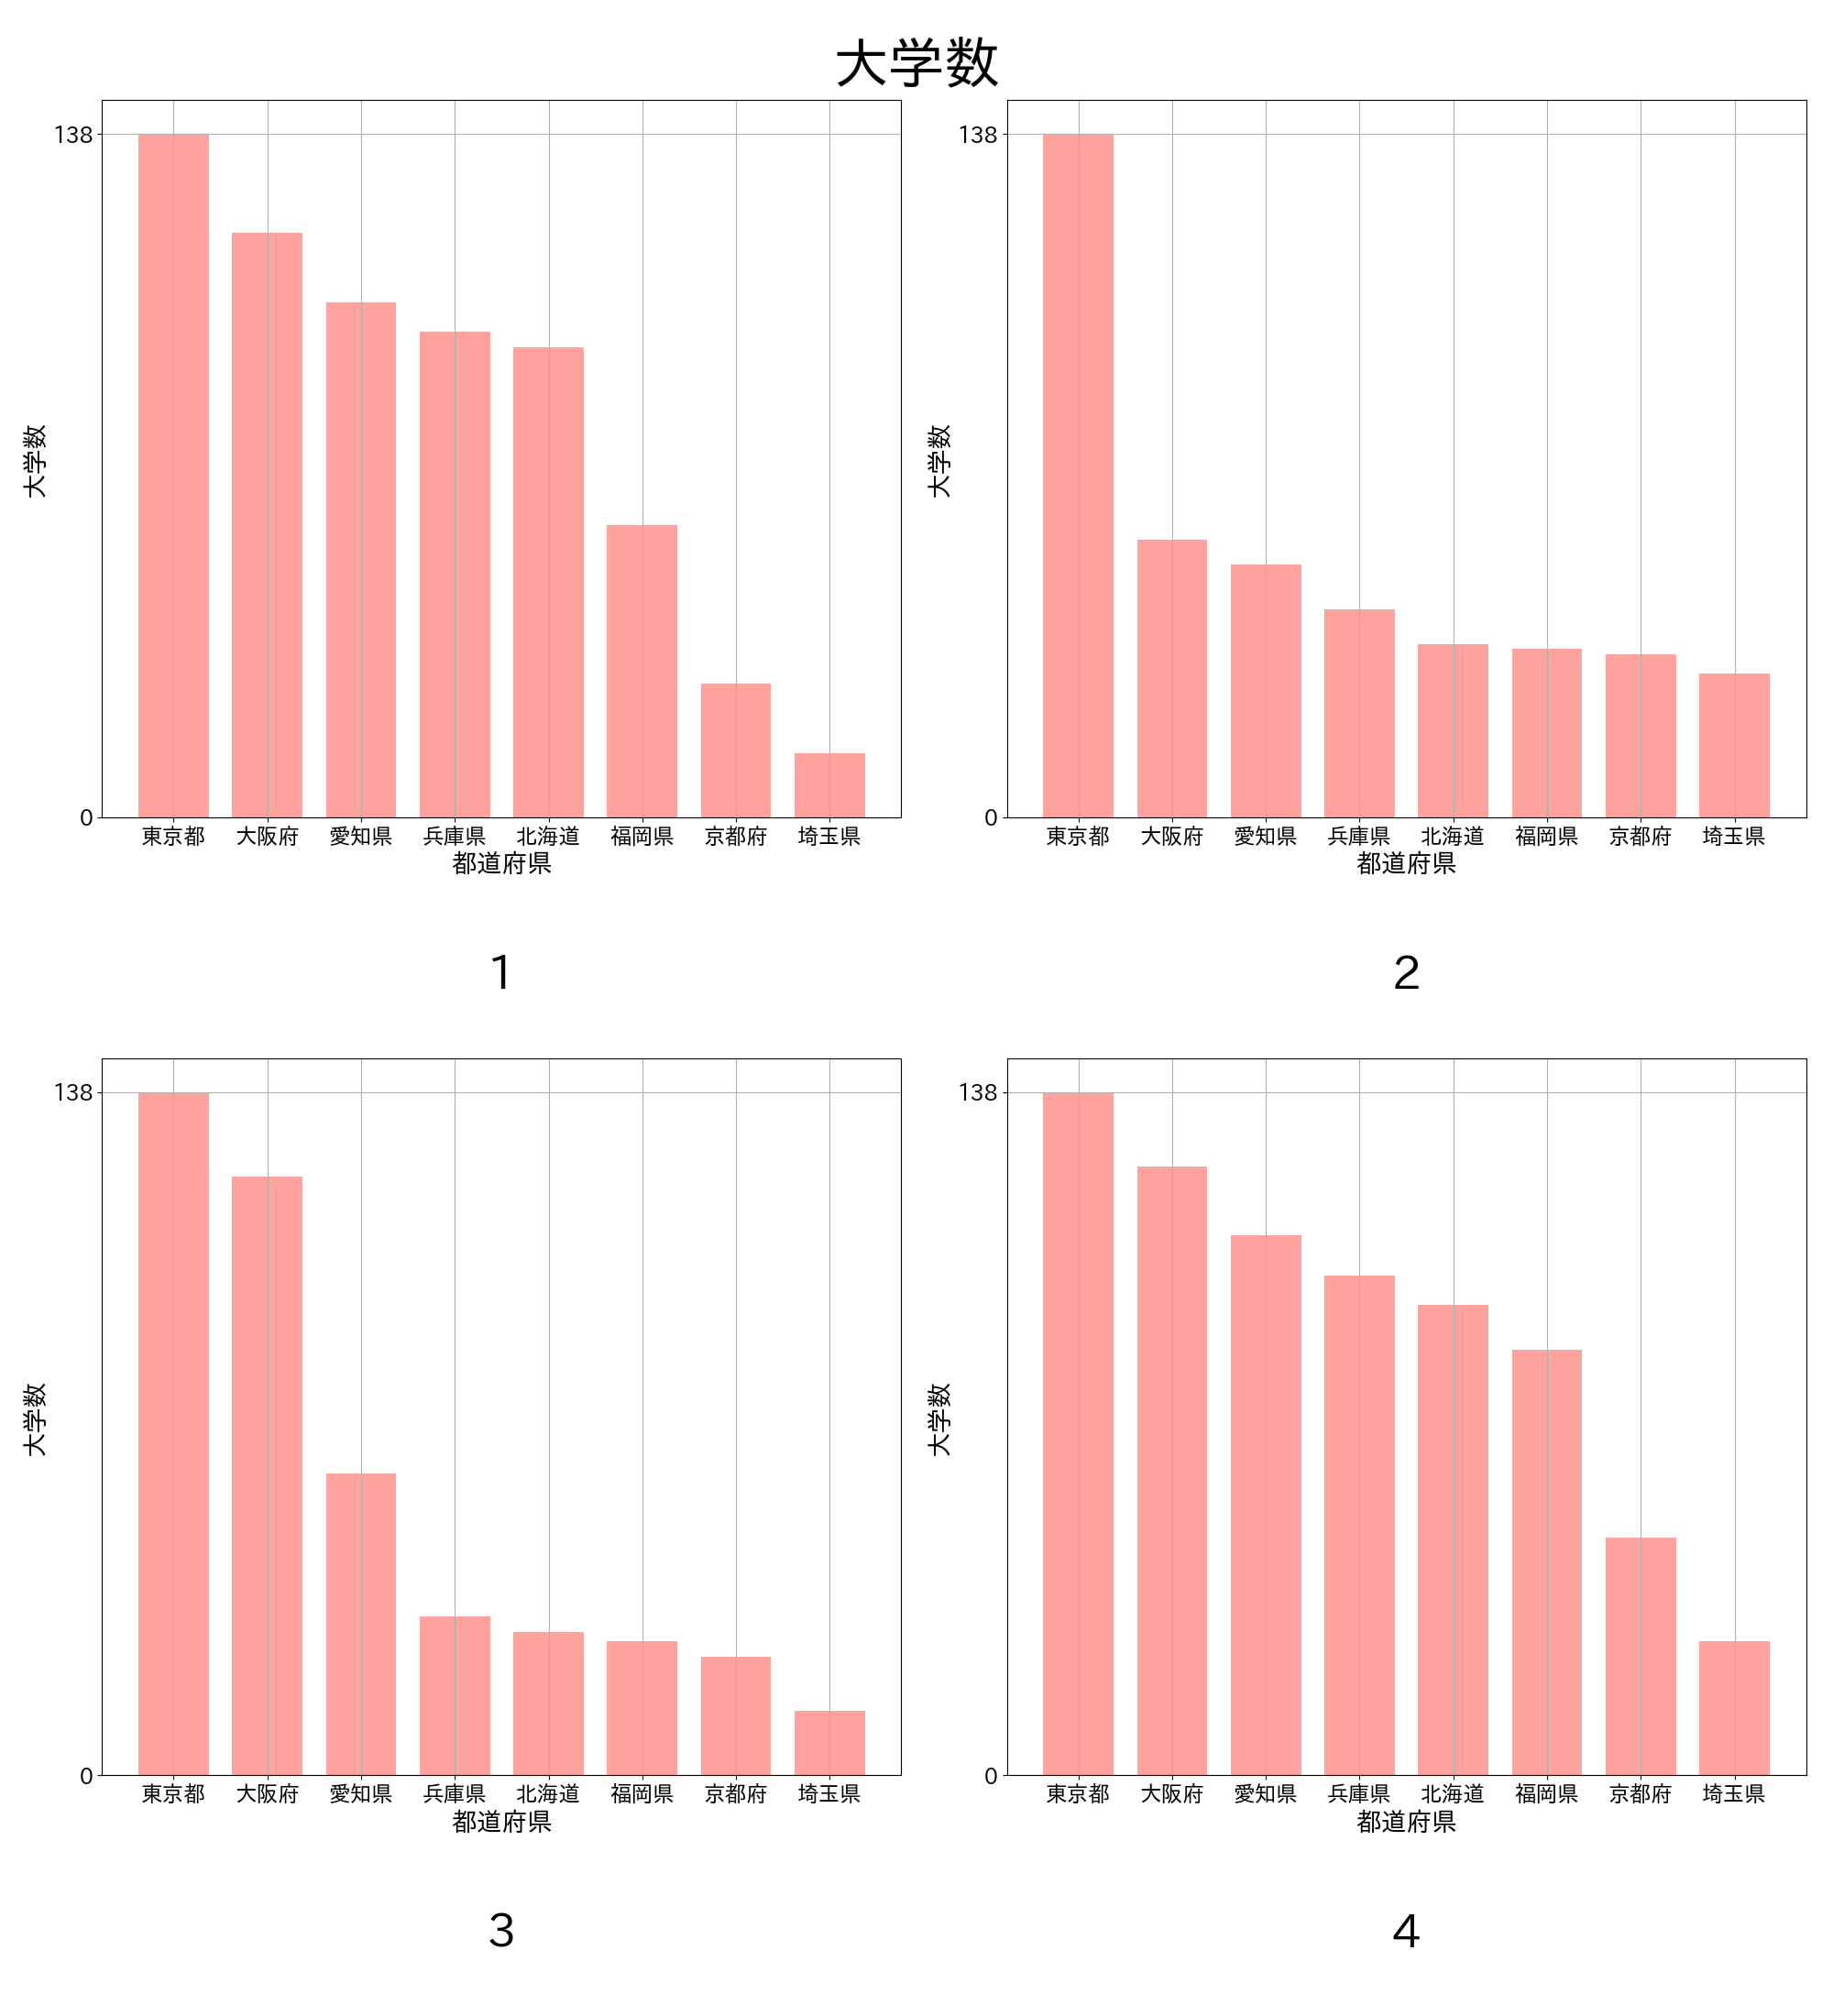 大学数
138
0
大学数
東京都 大阪府 愛知県 兵庫県 北海道 福岡県 京都府 埼玉県
都道府県
1
138
0
大学数
東京都 大阪府 愛知県 兵庫県 北海道 福岡県 京都府 埼玉県
都道府県
2
138
0
大学数
東京都 大阪府 愛知県 兵庫県 北海道 福岡県 京都府 埼玉県
都道府県
3
138
0
大学数
東京都 大阪府 愛知県 兵庫県 北海道 福岡県 京都府 埼玉県
都道府県
4